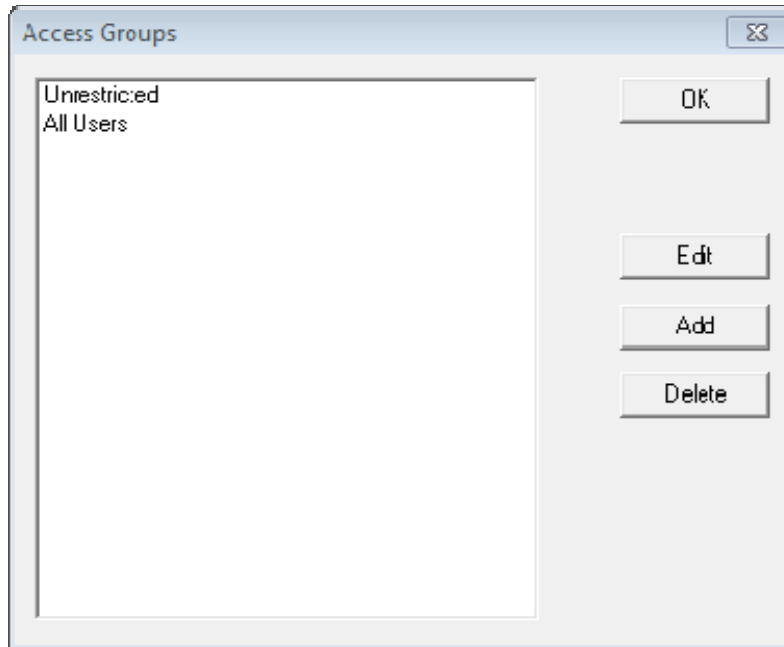 Access Groups
Unrestricted
All Users
OK
Edit
Add
Delete